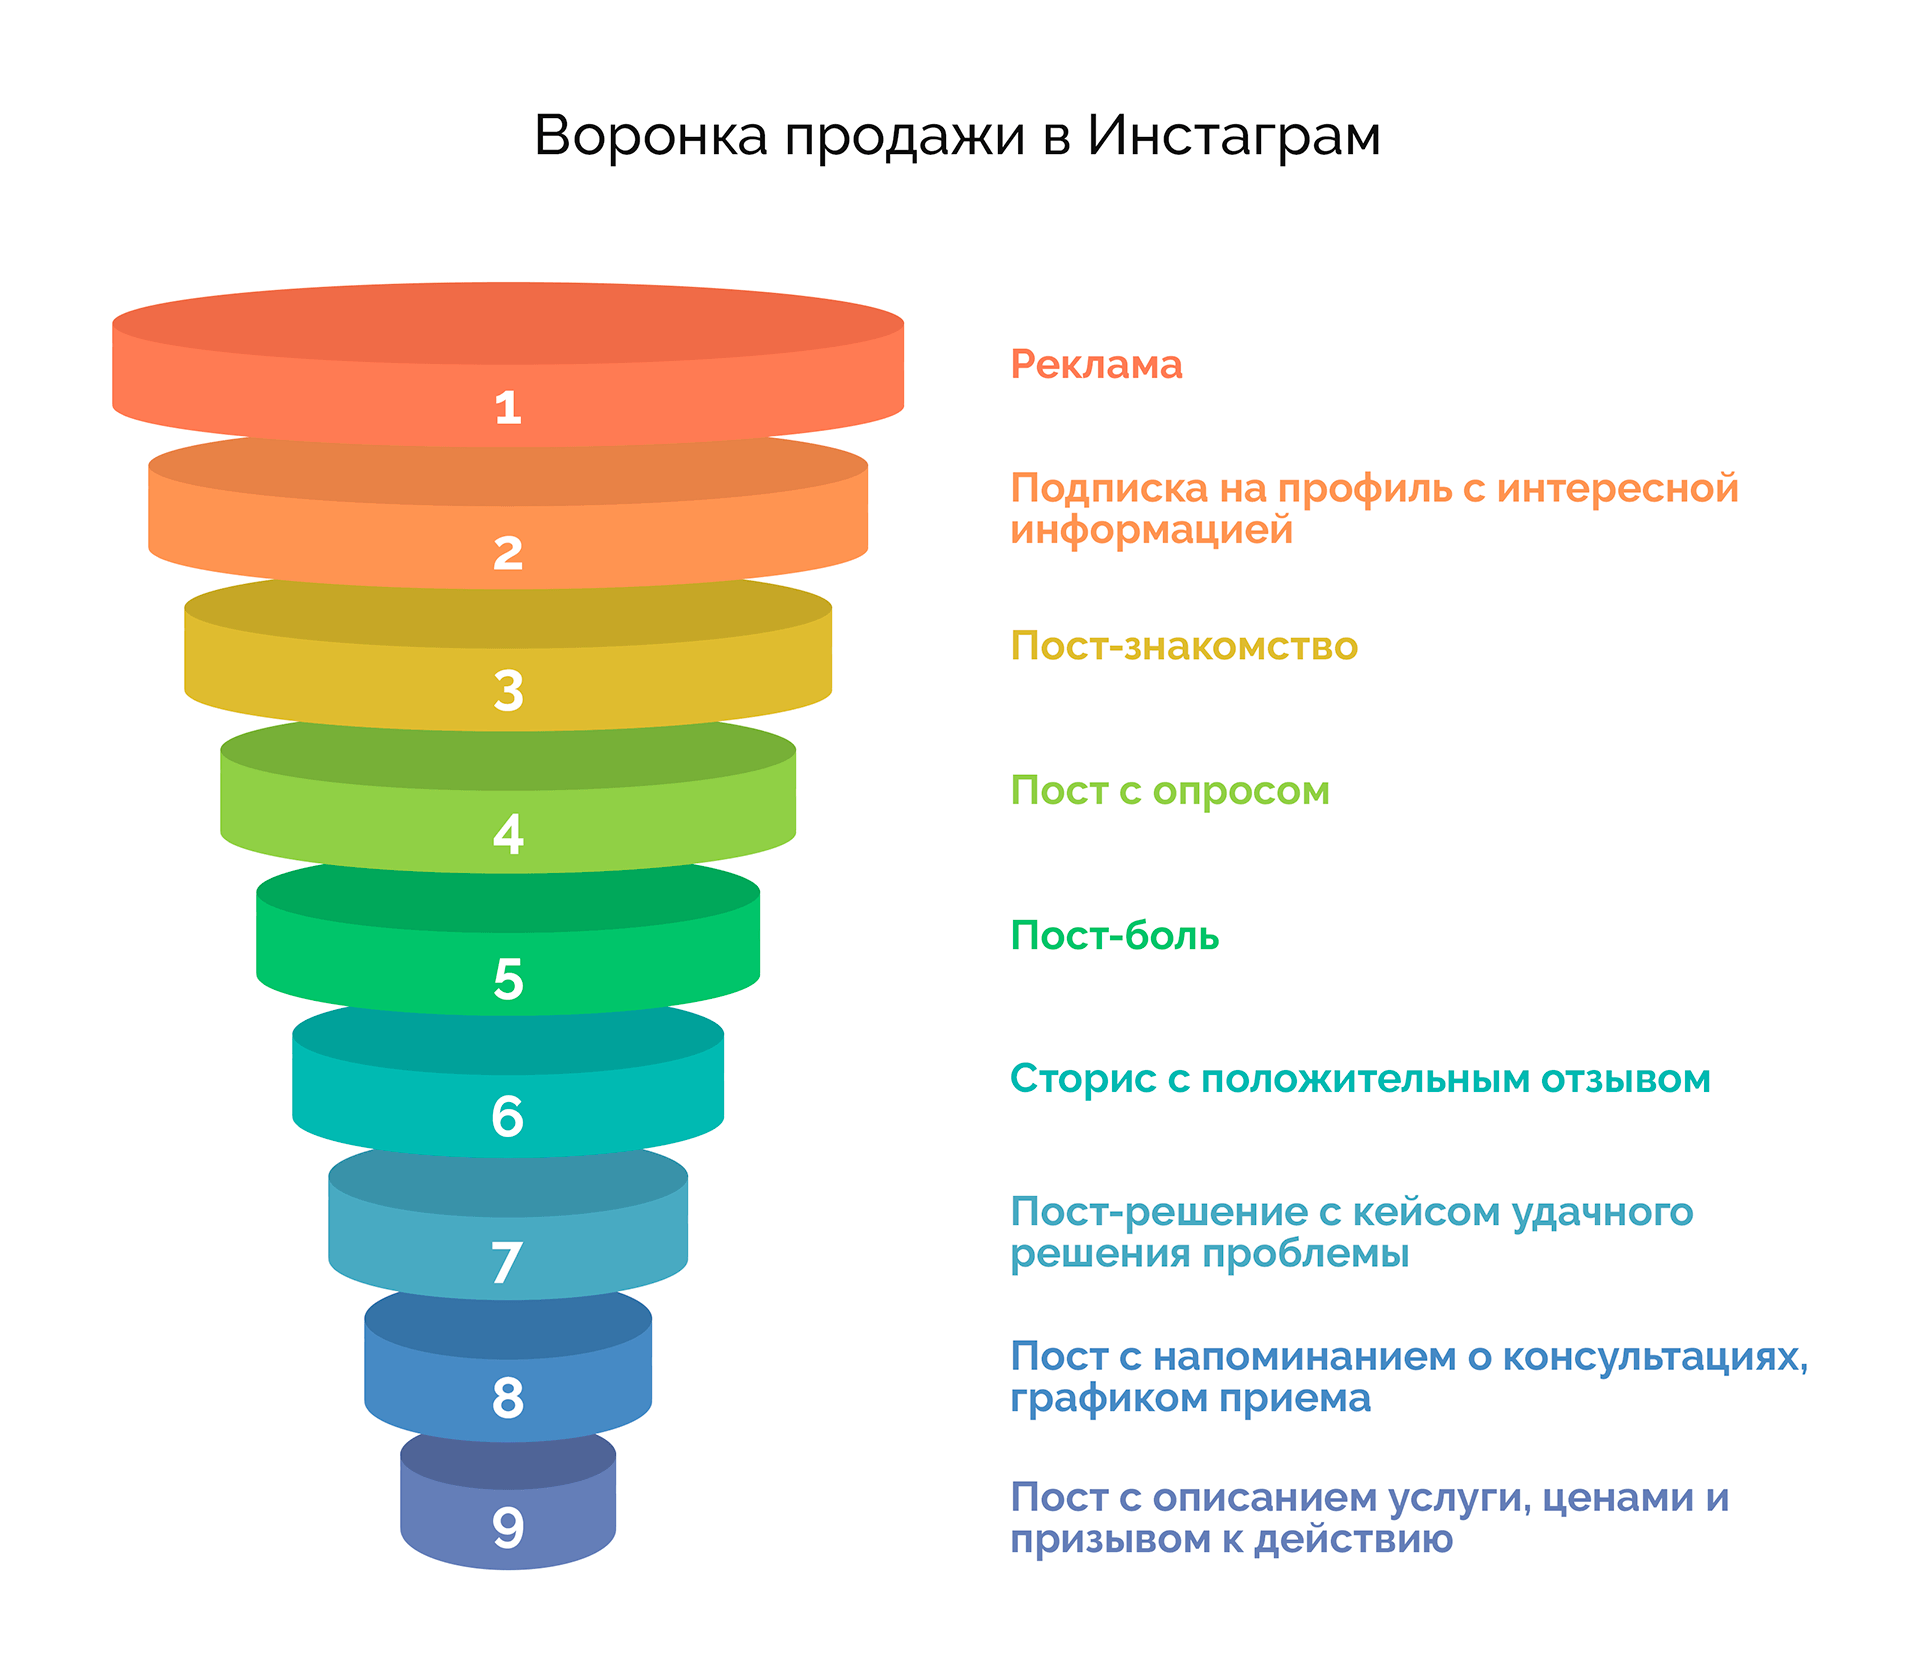 Воронка продажи в Инстаграм
1
Реклама
2
Подписка на профиль с интересной
информацией
3
Пост-знакомство
4
Пост с опросом
5
Пост-боль
6
Сторис с положительным отзывом
7
Пост-решение с кейсом удачного
решения проблемы
8
Пост с напоминанием о консультациях,
графиком приема
9
Пост с описанием услуги, ценами и
призывом к действию